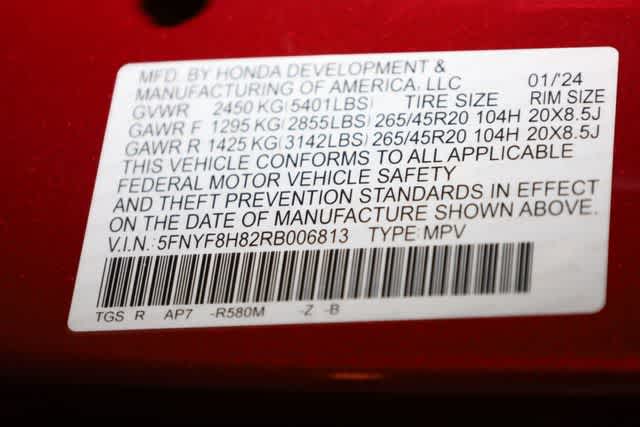 MFD. BY HONDA DEVELOPMENT &
MANUFACTURING OF AMERICA, LLC 01/'24
GVWR 2450 KG(5401LBS) TIRE SIZE RIM SIZE
GAWR F 1295 KG(2855LBS) 265/45R20 104H 20X8.5J
GAWR R 1425 KG(3142LBS) 265/45R20 104H 20X8.5J
THIS VEHICLE CONFORMS TO ALL APPLICABLE
FEDERAL MOTOR VEHICLE SAFETY
AND THEFT PREVENTION STANDARDS IN EFFECT
ON THE DATE OF MANUFACTURE SHOWN ABOVE.
V.I.N.: 5FNYF8H82RB006813 TYPE:MPV
TGS R AP7 -R580M -Z -B